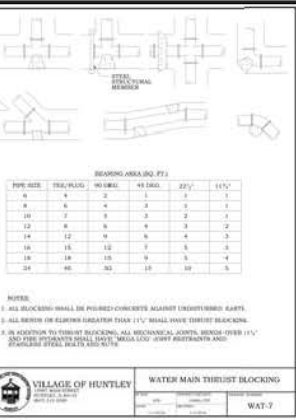 STEEL
STRUCTURAL
MEMBER
BEARING AREA (SQ. FT.)
PIPE SIZE TEE/PLUG 90 DEG. 45 DEG. 22½° 11¼°
6 4 2 1 1 1
8 6 4 3 1 1
10 7 5 3 2 1
12 8 6 4 3 2
14 12 9 6 4 3
16 15 12 7 5 3
18 18 15 9 5 4
24 40 30 15 10 5
NOTES:
1. ALL BLOCKING SHALL BE POURED CONCRETE AGAINST UNDISTURBED EARTH.
2. ALL BENDS OR ELBOWS GREATER THAN 11¼° SHALL HAVE THRUST BLOCKING.
3. IN ADDITION TO THRUST BLOCKING, ALL MECHANICAL JOINTS, BENDS OVER 11¼°
AND FIRE HYDRANTS SHALL HAVE "MEGA LUG" JOINT RESTRAINTS AND
STAINLESS STEEL BOLTS AND NUTS.
VILLAGE OF HUNTLEY
WATER MAIN THRUST BLOCKING
WAT-7